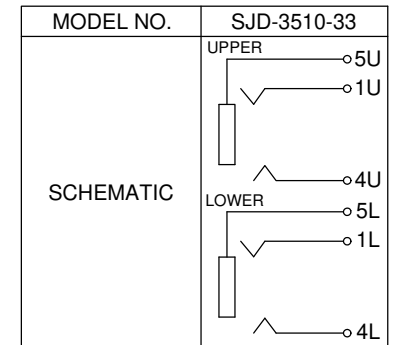 MODEL NO. SJD-3510-33
UPPER
5U
1U
4U
SCHEMATIC
LOWER
5L
1L
4L